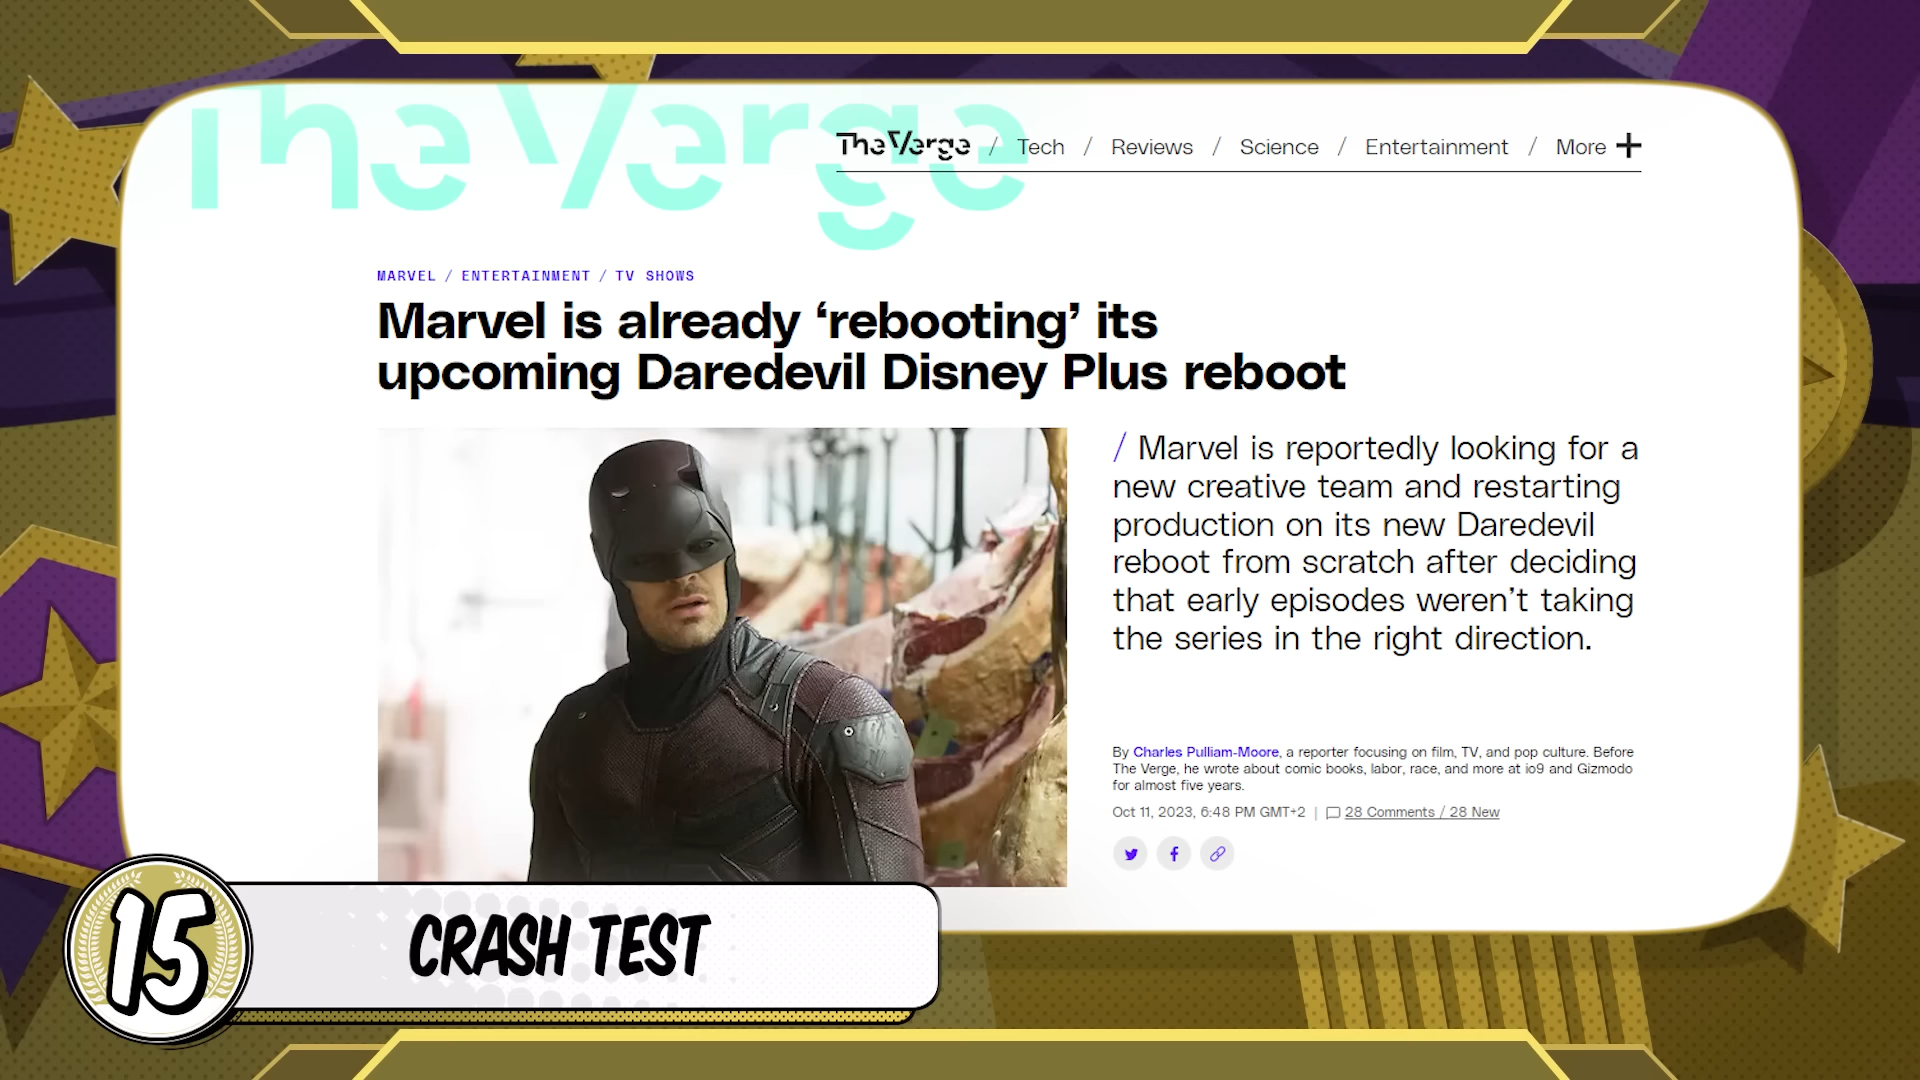 The Verge
The Verge / Tech / Reviews / Science / Entertainment / More +
MARVEL / ENTERTAINMENT / TV SHOWS
Marvel is already ‘rebooting’ its
upcoming Daredevil Disney Plus reboot
/ Marvel is reportedly looking for a
new creative team and restarting
production on its new Daredevil
reboot from scratch after deciding
that early episodes weren’t taking
the series in the right direction.
By Charles Pulliam-Moore, a reporter focusing on film, TV, and pop culture. Before
The Verge, he wrote about comic books, labor, race, and more at io9 and Gizmodo
for almost five years.
Oct 11, 2023, 6:48 PM GMT+2 | 28 Comments / 28 New
15
CRASH TEST